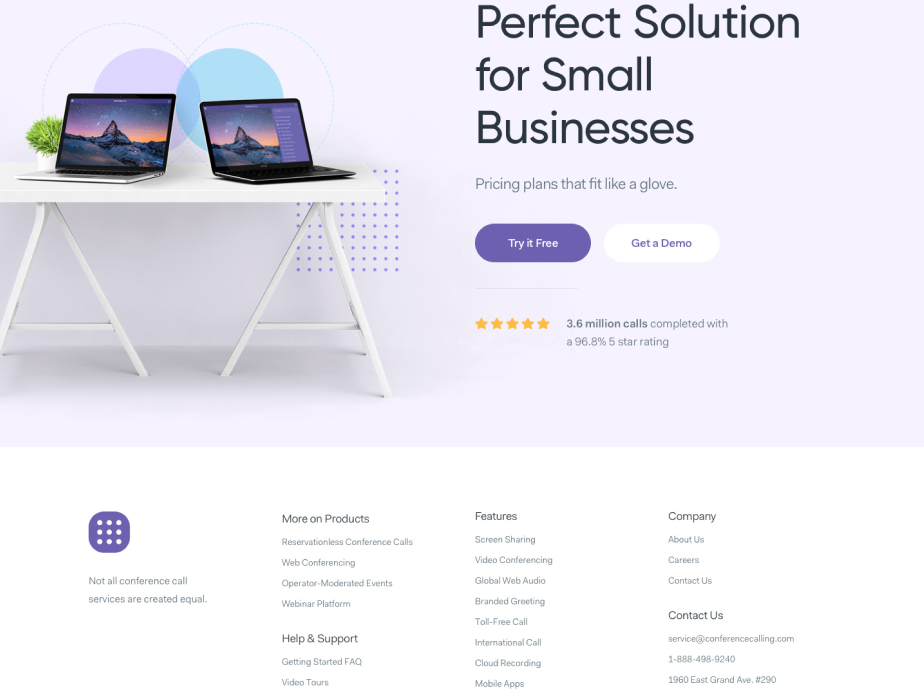 Perfect Solution
for Small
Businesses
Pricing plans that fit like a glove.
Try it Free
Get a Demo
3.6 million calls completed with
a 96.8% 5 star rating
Not all conference call
services are created equal.
More on Products
Reservationless Conference Calls
Web Conferencing
Operator-Moderated Events
Webinar Platform
Help & Support
Getting Started FAQ
Video Tours
Features
Screen Sharing
Video Conferencing
Global Web Audio
Branded Greeting
Toll-Free Call
International Call
Cloud Recording
Mobile Apps
Company
About Us
Careers
Contact Us
Contact Us
service@conferencecalling.com
1-888-498-9240
1960 East Grand Ave. #290